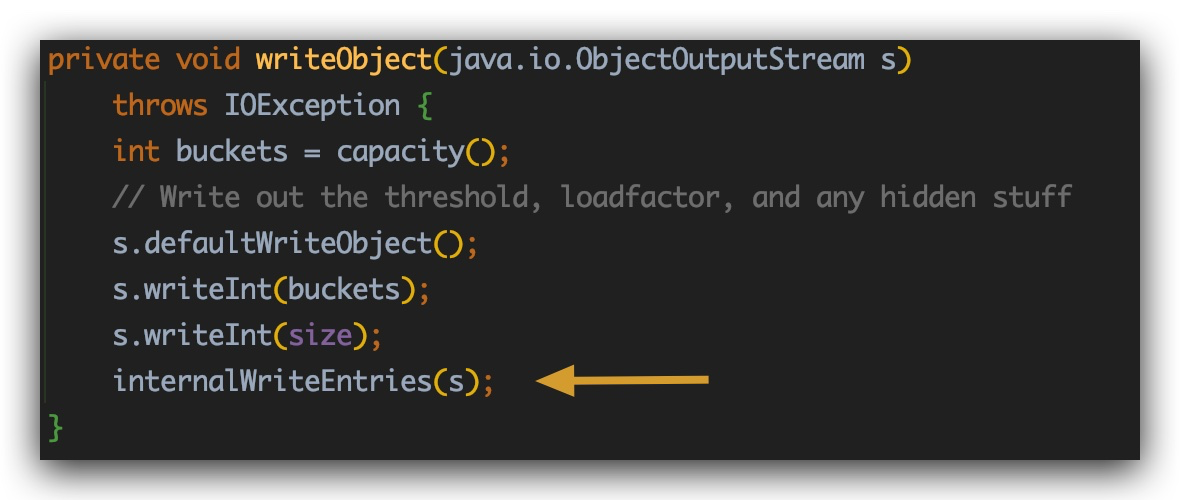 private void writeObject(java.io.ObjectOutputStream s)
throws IOException {
int buckets = capacity();
// Write out the threshold, loadfactor, and any hidden stuff
s.defaultWriteObject();
s.writeInt(buckets);
s.writeInt(size);
internalWriteEntries(s);
}